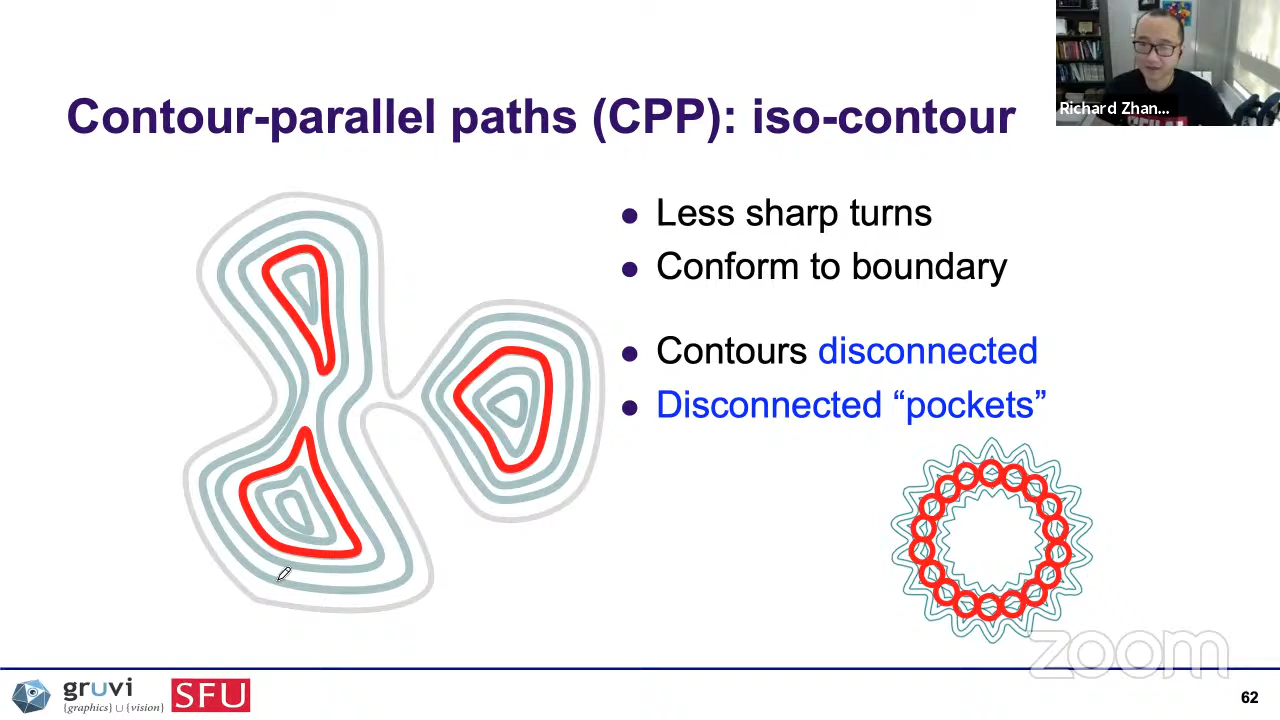 Contour-parallel paths (CPP): iso-contour
Richard Zhan...
● Less sharp turns
● Conform to boundary
● Contours disconnected
● Disconnected “pockets”
zoom
gruvi
{graphics} ∪ {vision}
SFU
62